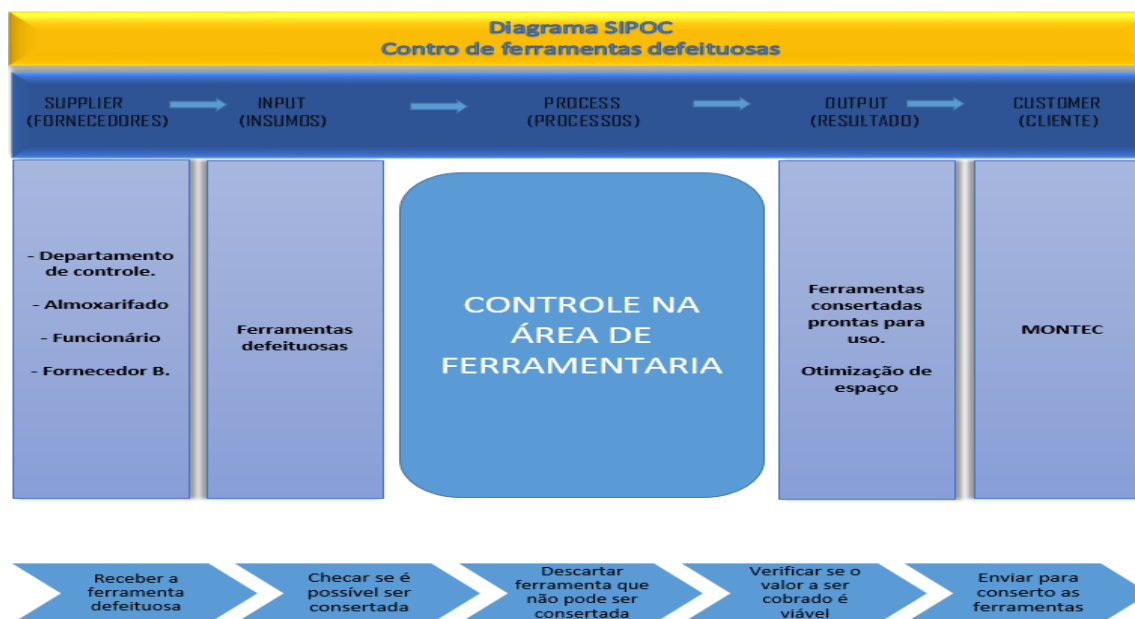 Diagrama SIPOC
Contro de ferramentas defeituosas
SUPPLIER
(FORNECEDORES)
INPUT
(INSUMOS)
PROCESS
(PROCESSOS)
OUTPUT
(RESULTADO)
CUSTOMER
(CLIENTE)
- Departamento
de controle.
- Almoxarifado
- Funcionário
- Fornecedor B.
Ferramentas
defeituosas
CONTROLE NA
ÁREA DE
FERRAMENTARIA
Ferramentas
consertadas
prontas para
uso.
Otimização de
espaço
MONTEC
Receber a
ferramenta
defeituosa
Checar se é
possível ser
consertada
Descartar
ferramenta que
não pode ser
consertada
Verificar se o
valor a ser
cobrado é
viável
Enviar para
conserto as
ferramentas